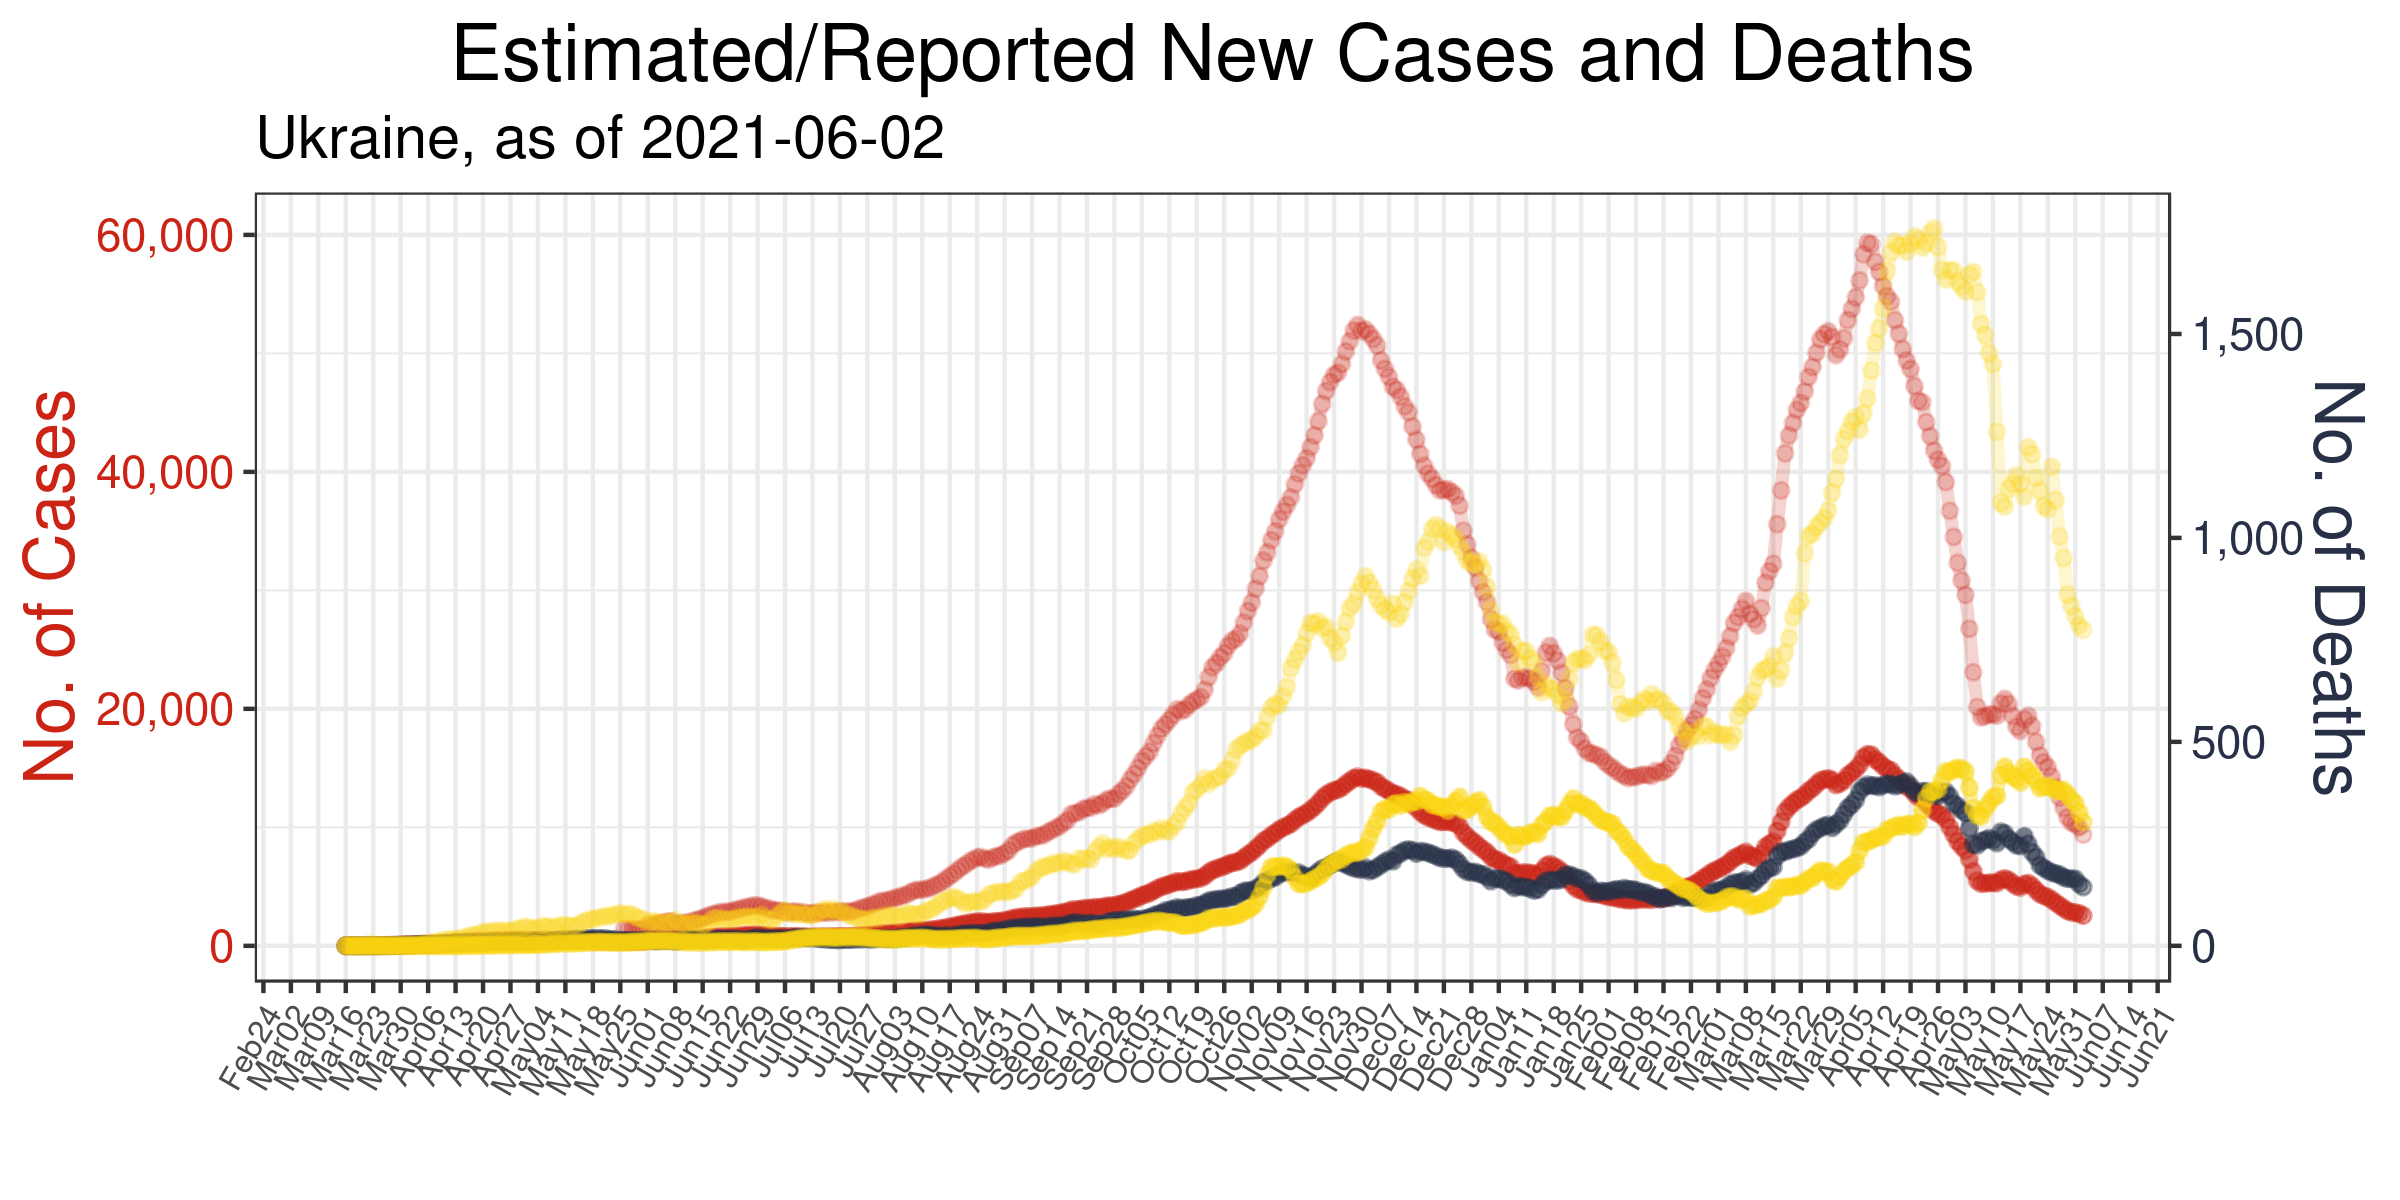 Estimated/Reported New Cases and Deaths
Ukraine, as of 2021-06-02
No. of Cases
60,000
40,000
20,000
0
1,500
1,000
500
0
No. of Deaths
Feb24
Mar02
Mar09
Mar16
Mar23
Mar30
Apr06
Apr13
Apr20
Apr27
May04
May11
May18
May25
Jun01
Jun08
Jun15
Jun22
Jun29
Jul06
Jul13
Jul20
Jul27
Aug03
Aug10
Aug17
Aug24
Aug31
Sep07
Sep14
Sep21
Sep28
Oct05
Oct12
Oct19
Oct26
Nov02
Nov09
Nov16
Nov23
Nov30
Dec07
Dec14
Dec21
Dec28
Jan04
Jan11
Jan18
Jan25
Feb01
Feb08
Feb15
Feb22
Mar01
Mar08
Mar15
Mar22
Mar29
Apr05
Apr12
Apr19
Apr26
May03
May10
May17
May24
May31
Jun07
Jun14
Jun21